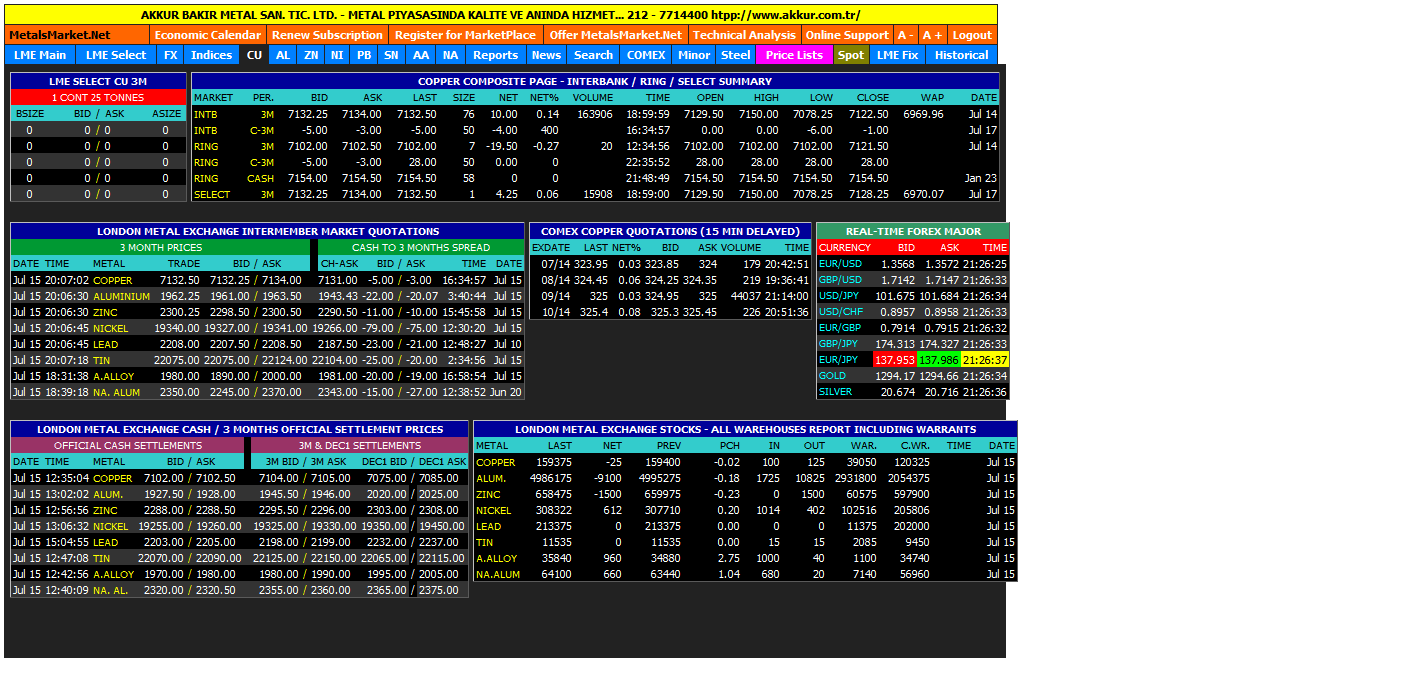 AKKUR BAKIR METAL SAN. TIC. LTD. - METAL PIYASASINDA KALITE VE ANINDA HIZMET... 212 - 7714400 htpp://www.akkur.com.tr/
MetalsMarket.Net Economic Calendar Renew Subscription Register for MarketPlace Offer MetalsMarket.Net Technical Analysis Online Support A - A + Logout
LME Main LME Select FX Indices CU AL ZN NI PB SN AA NA Reports News Search COMEX Minor Steel Price Lists Spot LME Fix Historical
LME SELECT CU 3M
1 CONT 25 TONNES
BSIZE BID / ASK ASIZE
0 0 / 0 0
0 0 / 0 0
0 0 / 0 0
0 0 / 0 0
0 0 / 0 0
COPPER COMPOSITE PAGE - INTERBANK / RING / SELECT SUMMARY
MARKET PER. BID ASK LAST SIZE NET NET% VOLUME TIME OPEN HIGH LOW CLOSE WAP DATE
INTB 3M 7132.25 7134.00 7132.50 76 10.00 0.14 163906 18:59:59 7129.50 7150.00 7078.25 7122.50 6969.96 Jul 14
INTB C-3M -5.00 -3.00 -5.00 50 -4.00 400 16:34:57 0.00 0.00 -6.00 -1.00 Jul 17
RING 3M 7102.00 7102.50 7102.00 7 -19.50 -0.27 20 12:34:56 7102.00 7102.00 7102.00 7121.50 Jul 14
RING C-3M -5.00 -3.00 28.00 50 0.00 0 22:35:52 28.00 28.00 28.00 28.00
RING CASH 7154.00 7154.50 7154.50 58 0 0 21:48:49 7154.50 7154.50 7154.50 7154.50 Jan 23
SELECT 3M 7132.25 7134.00 7132.50 1 4.25 0.06 15908 18:59:00 7129.50 7150.00 7078.25 7128.25 6970.07 Jul 17
LONDON METAL EXCHANGE INTERMEMBER MARKET QUOTATIONS
3 MONTH PRICES CASH TO 3 MONTHS SPREAD
DATE TIME METAL TRADE BID / ASK CH-ASK BID / ASK TIME DATE
Jul 15 20:07:02 COPPER 7132.50 7132.25 / 7134.00 7131.00 -5.00 / -3.00 16:34:57 Jul 15
Jul 15 20:06:30 ALUMINIUM 1962.25 1961.00 / 1963.50 1943.43 -22.00 / -20.07 3:40:44 Jul 15
Jul 15 20:06:30 ZINC 2300.25 2298.50 / 2300.50 2290.50 -11.00 / -10.00 15:45:58 Jul 15
Jul 15 20:06:45 NICKEL 19340.00 19327.00 / 19341.00 19266.00 -79.00 / -75.00 12:30:20 Jul 15
Jul 15 20:06:45 LEAD 2208.00 2207.50 / 2208.50 2187.50 -23.00 / -21.00 12:48:27 Jul 10
Jul 15 20:07:18 TIN 22075.00 22075.00 / 22124.00 22104.00 -25.00 / -20.00 2:34:56 Jul 15
Jul 15 18:31:38 A.ALLOY 1980.00 1890.00 / 2000.00 1981.00 -20.00 / -19.00 16:58:54 Jul 15
Jul 15 18:39:18 NA. ALUM 2350.00 2245.00 / 2370.00 2343.00 -15.00 / -27.00 12:38:52 Jun 20
COMEX COPPER QUOTATIONS (15 MIN DELAYED)
EXDATE LAST NET% BID ASK VOLUME TIME
07/14 323.95 0.03 323.85 324 179 20:42:51
08/14 324.45 0.06 324.25 324.35 219 19:36:41
09/14 325 0.03 324.95 325 44037 21:14:00
10/14 325.4 0.08 325.3 325.45 226 20:51:36
REAL-TIME FOREX MAJOR
CURRENCY BID ASK TIME
EUR/USD 1.3568 1.3572 21:26:25
GBP/USD 1.7142 1.7147 21:26:33
USD/JPY 101.675 101.684 21:26:34
USD/CHF 0.8957 0.8958 21:26:33
EUR/GBP 0.7914 0.7915 21:26:32
GBP/JPY 174.313 174.327 21:26:33
EUR/JPY 137.953 137.986 21:26:37
GOLD 1294.17 1294.66 21:26:34
SILVER 20.674 20.716 21:26:36
LONDON METAL EXCHANGE CASH / 3 MONTHS OFFICIAL SETTLEMENT PRICES
OFFICIAL CASH SETTLEMENTS 3M & DEC1 SETTLEMENTS
DATE TIME METAL BID / ASK 3M BID / 3M ASK DEC1 BID / DEC1 ASK
Jul 15 12:35:04 COPPER 7102.00 / 7102.50 7104.00 / 7105.00 7075.00 / 7085.00
Jul 15 13:02:02 ALUM. 1927.50 / 1928.00 1945.50 / 1946.00 2020.00 / 2025.00
Jul 15 12:56:56 ZINC 2288.00 / 2288.50 2295.50 / 2296.00 2303.00 / 2308.00
Jul 15 13:06:32 NICKEL 19255.00 / 19260.00 19325.00 / 19330.00 19350.00 / 19450.00
Jul 15 15:04:55 LEAD 2203.00 / 2205.00 2198.00 / 2199.00 2232.00 / 2237.00
Jul 15 12:47:08 TIN 22070.00 / 22090.00 22125.00 / 22150.00 22065.00 / 22115.00
Jul 15 12:42:56 A.ALLOY 1970.00 / 1980.00 1980.00 / 1990.00 1995.00 / 2005.00
Jul 15 12:40:09 NA. AL. 2320.00 / 2320.50 2355.00 / 2360.00 2365.00 / 2375.00
LONDON METAL EXCHANGE STOCKS - ALL WAREHOUSES REPORT INCLUDING WARRANTS
METAL LAST NET PREV PCH IN OUT WAR. C.WR. TIME DATE
COPPER 159375 -25 159400 -0.02 100 125 39050 120325 Jul 15
ALUM. 4986175 -9100 4995275 -0.18 1725 10825 2931800 2054375 Jul 15
ZINC 658475 -1500 659975 -0.23 0 1500 60575 597900 Jul 15
NICKEL 308322 612 307710 0.20 1014 402 102516 205806 Jul 15
LEAD 213375 0 213375 0.00 0 0 11375 202000 Jul 15
TIN 11535 0 11535 0.00 15 15 2085 9450 Jul 15
A.ALLOY 35840 960 34880 2.75 1000 40 1100 34740 Jul 15
NA.ALUM 64100 660 63440 1.04 680 20 7140 56960 Jul 15